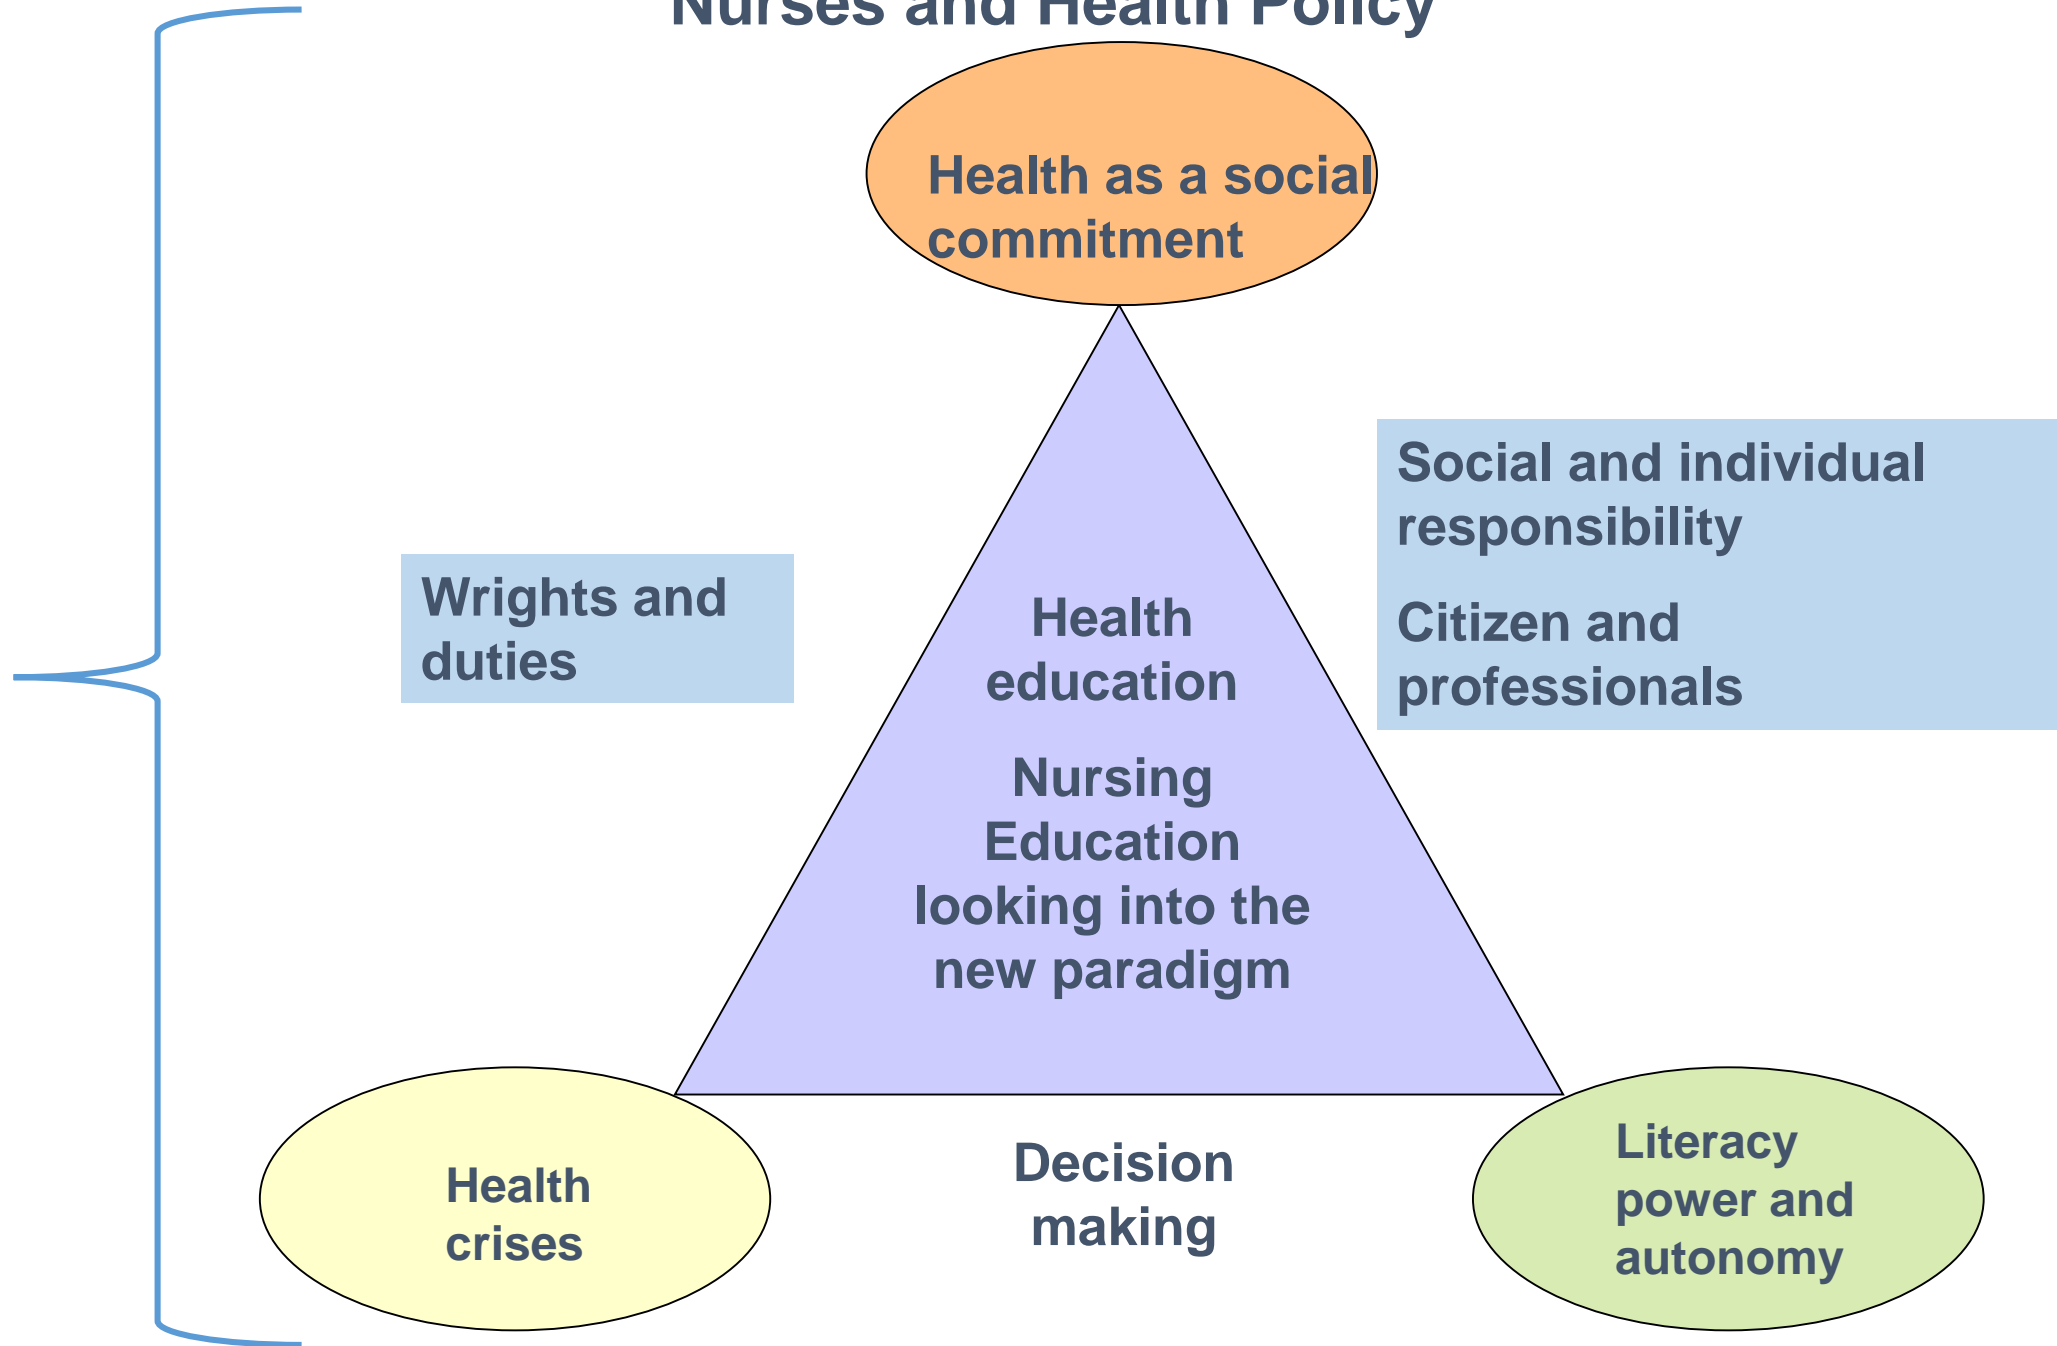 Nurses and Health Policy
Health as a social
commitment
Social and individual
responsibility
Citizen and
professionals
Wrights and
duties
Health
education
Nursing
Education
looking into the
new paradigm
Health
crises
Decision
making
Literacy
power and
autonomy